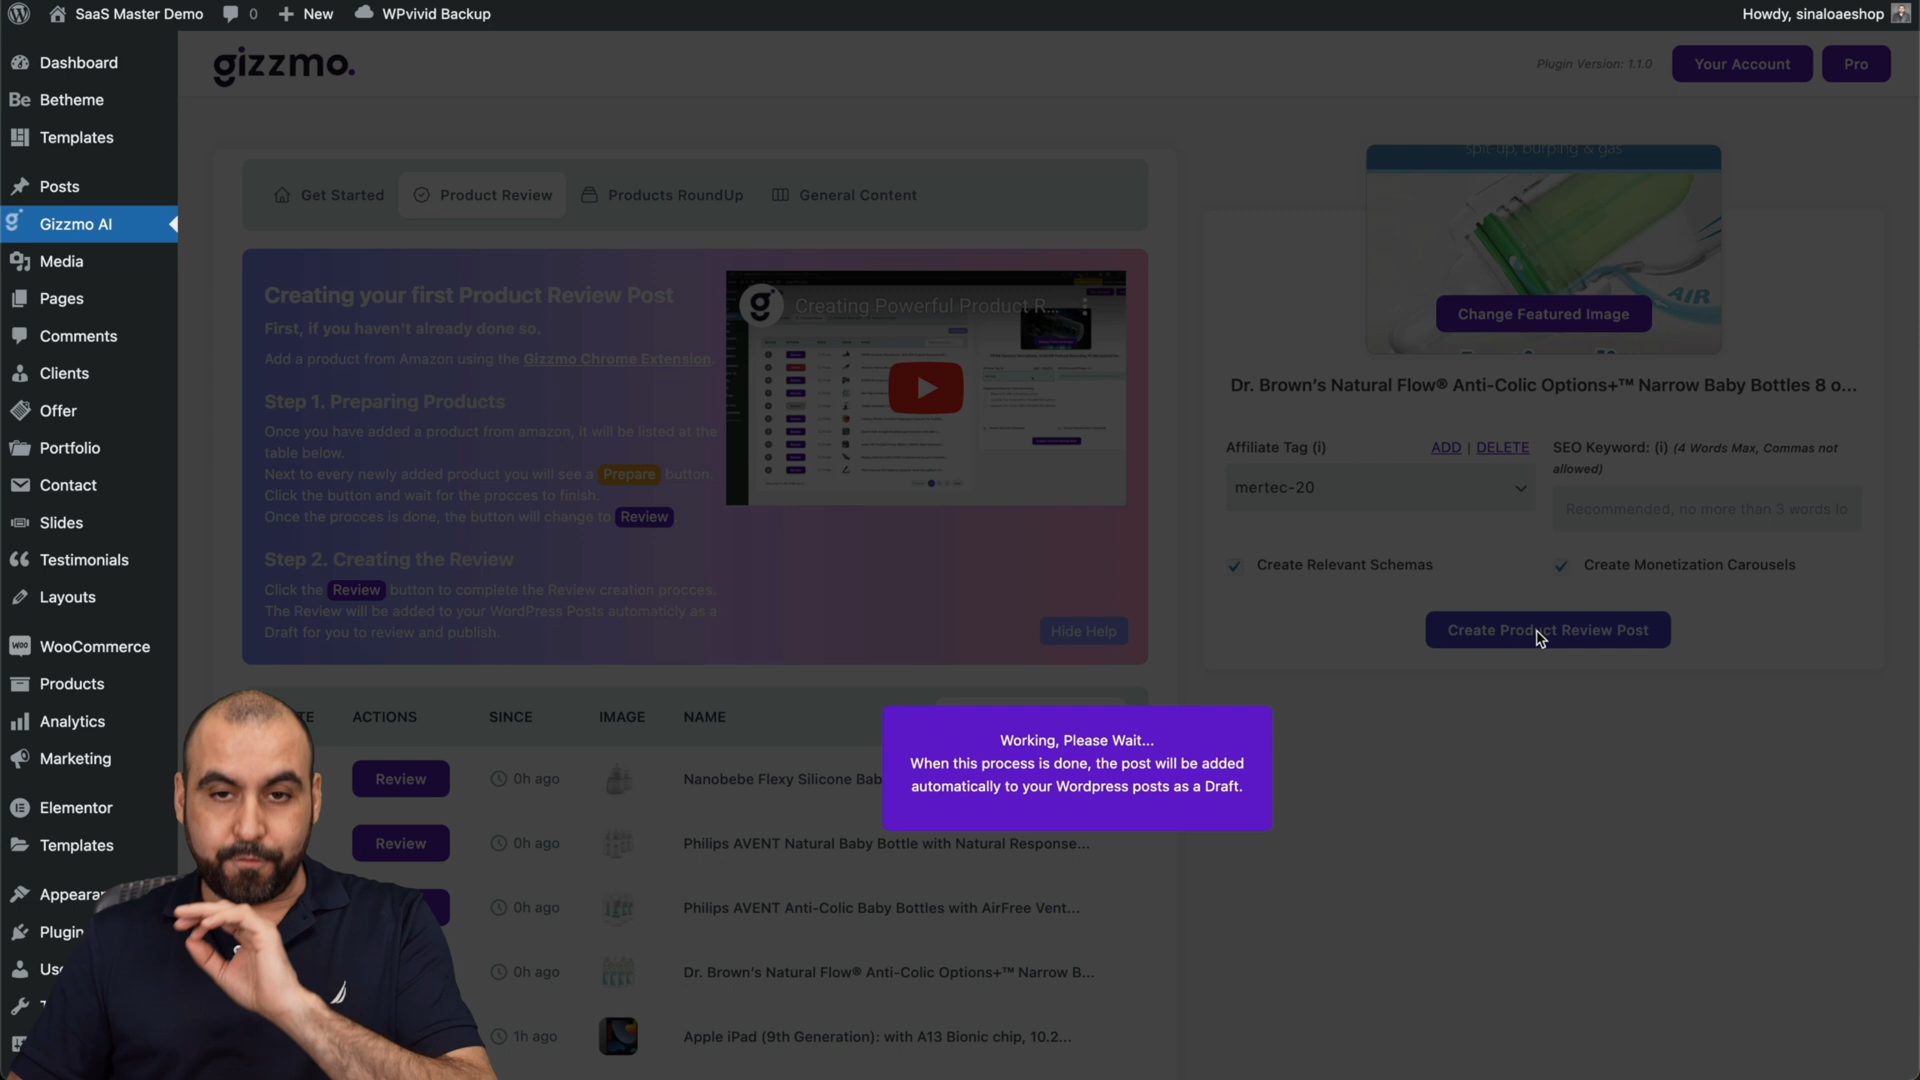 SaaS Master Demo 0 New WPvivid Backup Howdy, sinaloaeshop
Dashboard
Betheme
Templates
Posts
Gizzmo AI
Media
Pages
Comments
Clients
Offer
Portfolio
Contact
Slides
Testimonials
Layouts
WooCommerce
Products
Analytics
Marketing
Elementor
Templates
Appeara
Plugin
Use
gizzmo.
Plugin Version: 1.1.0 Your Account Pro
Get Started Product Review Products RoundUp General Content
Creating your first Product Review Post
First, if you haven't already done so.
Add a product from Amazon using the Gizzmo Chrome Extension.
Step 1. Preparing Products
Once you have added a product from amazon, it will be listed at the
table below.
Next to every newly added product you will see a Prepare button.
Click the button and wait for the procces to finish.
Once the procces is done, the button will change to Review
Step 2. Creating the Review
Click the Review button to complete the Review creation procces.
The Review will be added to your WordPress Posts automaticly as a
Draft for you to review and publish.
Creating Powerful Product R...
Hide Help
spit-up, burping & gas
AIR
Change Featured Image
Dr. Brown's Natural Flow® Anti-Colic Options+™ Narrow Baby Bottles 8 o...
Affiliate Tag (i) ADD | DELETE
mertec-20
SEO Keyword: (i) (4 Words Max, Commas not
allowed)
Recommended, no more than 3 words lo
Create Relevant Schemas Create Monetization Carousels
Create Product Review Post
TE ACTIONS SINCE IMAGE NAME
Review 0h ago Nanobebe Flexy Silicone Bab
Review 0h ago Philips AVENT Natural Baby Bottle with Natural Response...
0h ago Philips AVENT Anti-Colic Baby Bottles with AirFree Vent...
0h ago Dr. Brown's Natural Flow® Anti-Colic Options+™ Narrow B...
1h ago Apple iPad (9th Generation): with A13 Bionic chip, 10.2...
Working, Please Wait...
When this process is done, the post will be added
automatically to your Wordpress posts as a Draft.